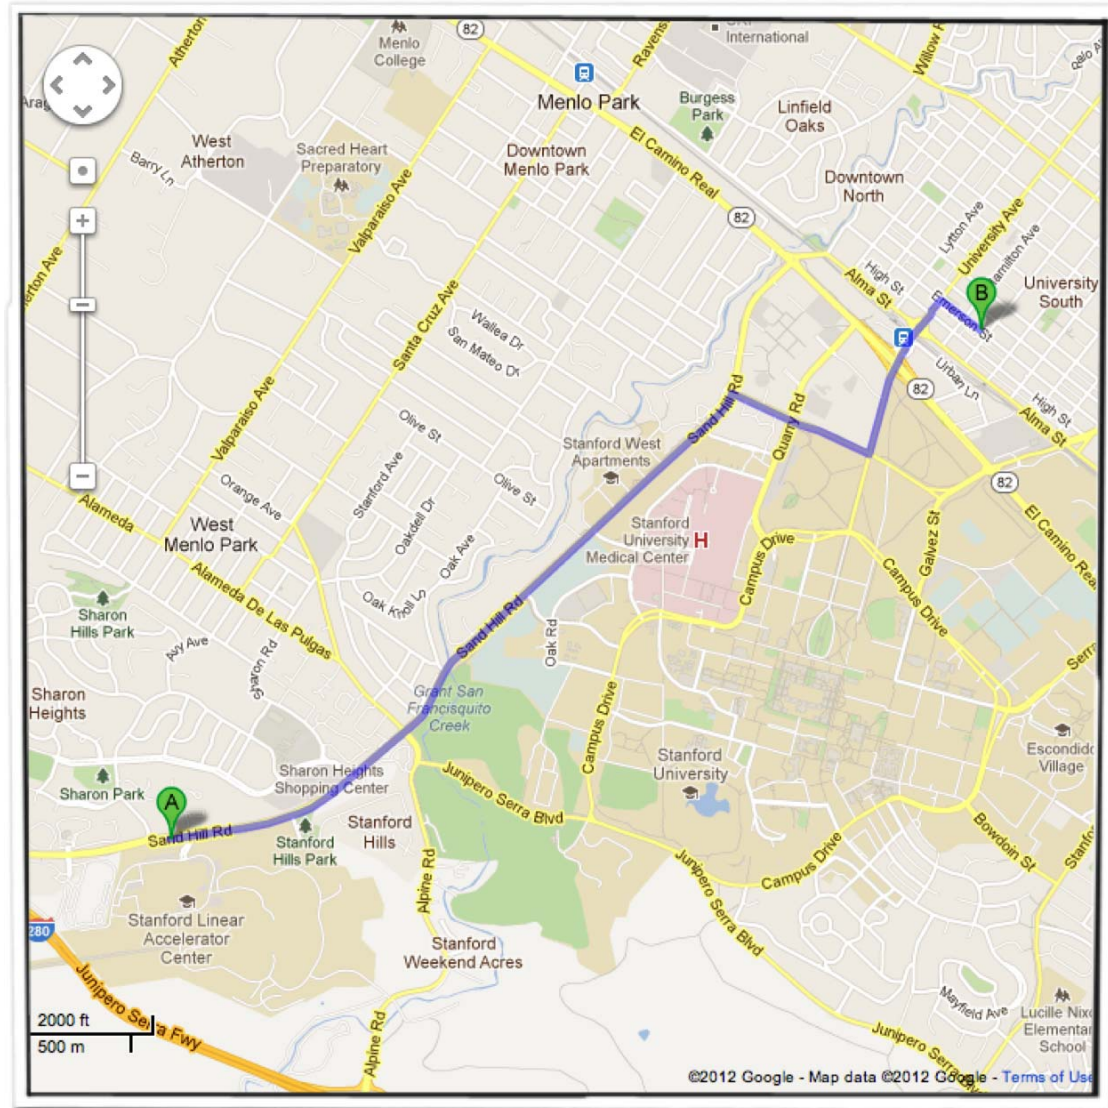 Atherton
Menlo
College
82
Ravens
International
Willow R
Menlo Park
Burgess
Park
Linfield
Oaks
West
Atherton
Barry Ln
Sacred Heart
Preparatory
Valparaiso Ave
Downtown
Menlo Park
El Camino Real
Downtown
North
82
Lytton Ave
University Ave
High St
Alma St
University
South
B
Emerson St
Santa Cruz Ave
Wallea Dr
San Mateo Dr
Urban Ln
82
High St
Alma St
Valparaiso Ave
Sand Hill Rd
Quarry Rd
Olive St
Stanford Ave
Stanford West
Apartments
Olive St
Orange Ave
Oakdell Dr
Oak Ave
82
Alameda
West
Menlo Park
Stanford
University
Medical Center
H
Campus Drive
Galvez St
El Camino Real
Campus Drive
Alameda De Las Pulgas
Oak Knoll Ln
Sharon
Hills Park
Sand Hill Rd
Oak Rd
Avy Ave
Sharon Rd
Serra
Sharon
Heights
Grant San
Francisquito
Creek
Campus Drive
Stanford
University
Escondido
Village
Sharon Park
Sharon Heights
Shopping Center
Junipero Serra Blvd
A
Sand Hill Rd
Stanford
Hills Park
Stanford
Hills
Bowdoin St
Stanfo
Campus Drive
Alpine Rd
Junipero Serra Blvd
Stanford Linear
Accelerator
Center
280
Stanford
Weekend Acres
Junipero Serra Fwy
Mayfield Ave
Lucille Nixo
Elementar
School
2000 ft
500 m
Alpine Rd
Junipero Serra Blv
©2012 Google - Map data ©2012 Google - Terms of Use